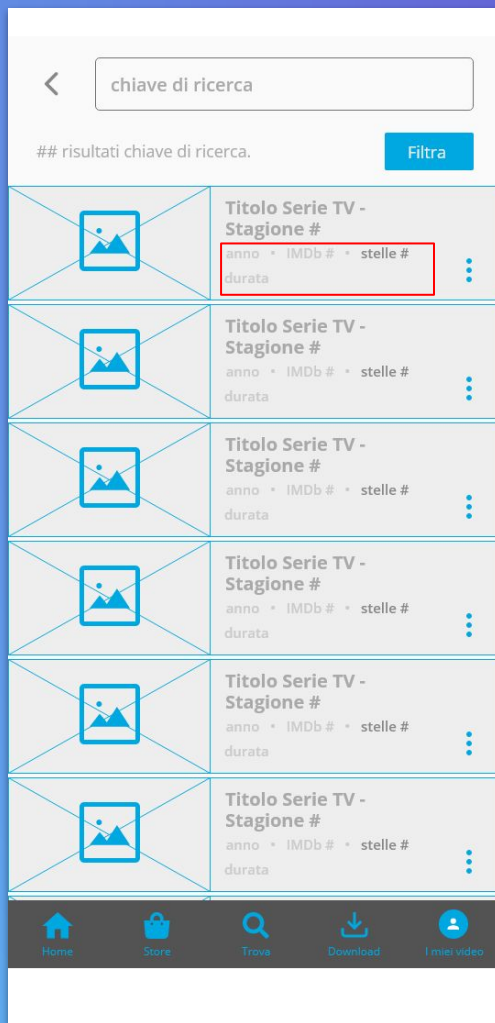 chiave di ricerca
## risultati chiave di ricerca.
Filtra
Titolo Serie TV -
Stagione #
anno • IMDb # • stelle #
durata
Titolo Serie TV -
Stagione #
anno • IMDb # • stelle #
durata
Titolo Serie TV -
Stagione #
anno • IMDb # • stelle #
durata
Titolo Serie TV -
Stagione #
anno • IMDb # • stelle #
durata
Titolo Serie TV -
Stagione #
anno • IMDb # • stelle #
durata
Titolo Serie TV -
Stagione #
anno • IMDb # • stelle #
durata
Home Store Trova Download I miei video